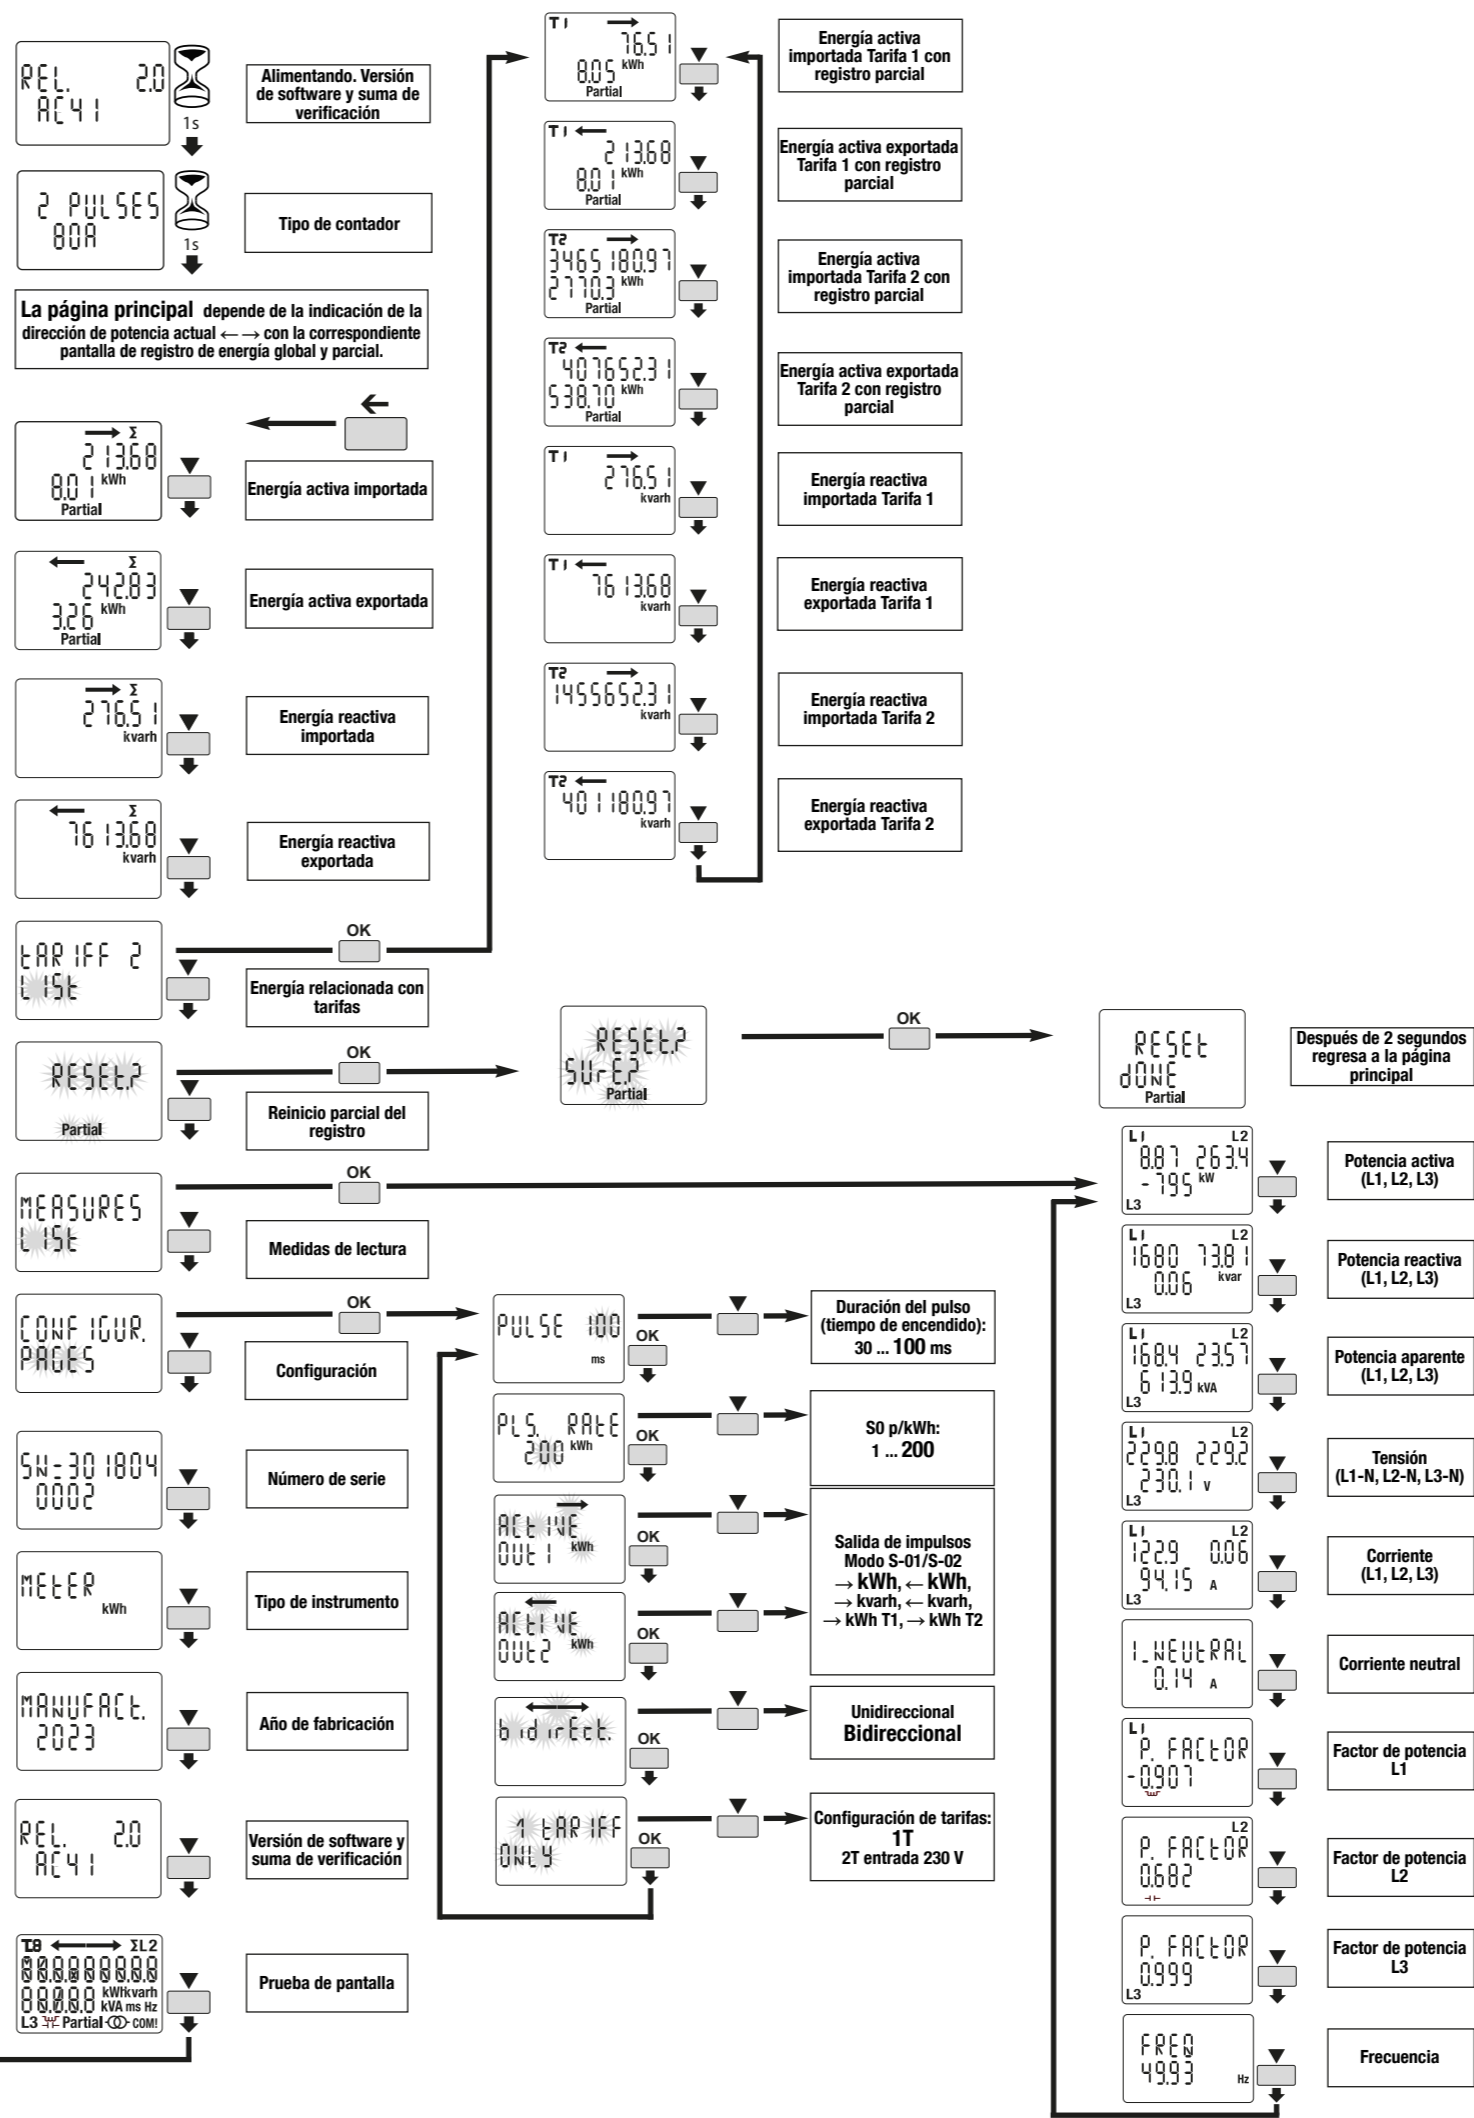 REL. 2.0
AC41
1s
Alimentando. Versión
de software y suma de
verificación
2 PULSES
80A
1s
Tipo de contador
La página principal depende de la indicación de la
dirección de potencia actual ←→ con la correspondiente
pantalla de registro de energía global y parcial.
←
→ Σ
213.68
8.01 kWh
Partial
Energía activa importada
← Σ
242.83
3.26 kWh
Partial
Energía activa exportada
→ Σ
276.51
kvarh
Energía reactiva
importada
← Σ
7613.68
kvarh
Energía reactiva
exportada
tARIFF 2
LISt
OK
Energía relacionada con
tarifas
RESEt?
Partial
OK
Reinicio parcial del
registro
MEASURES
LISt
OK
Medidas de lectura
CONFIGUR.
PAGES
OK
Configuración
SN=301804
0002
Número de serie
MEtER
kWh
Tipo de instrumento
MANUFACt.
2023
Año de fabricación
REL. 2.0
AC41
Versión de software y
suma de verificación
T.8 ←→ ΣL2
kWhkvarh
kVA ms Hz
L3 Partial COM!
Prueba de pantalla
T1 →
76.51
8.05 kWh
Partial
Energía activa
importada Tarifa 1 con
registro parcial
T1 ←
213.68
8.01 kWh
Partial
Energía activa exportada
Tarifa 1 con registro
parcial
T2 →
3465180.97
2770.3 kWh
Partial
Energía activa
importada Tarifa 2 con
registro parcial
T2 ←
407652.31
538.70 kWh
Partial
Energía activa exportada
Tarifa 2 con registro
parcial
T1 →
276.51
kvarh
Energía reactiva
importada Tarifa 1
T1 ←
7613.68
kvarh
Energía reactiva
exportada Tarifa 1
T2 →
1455652.31
kvarh
Energía reactiva
importada Tarifa 2
T2 ←
401180.97
kvarh
Energía reactiva
exportada Tarifa 2
RESEt?
SUrE?
Partial
OK
RESEt
dONE
Partial
Después de 2 segundos
regresa a la página
principal
PULSE 100
ms
OK
Duración del pulso
(tiempo de encendido):
30 ... 100 ms
PLS. RAtE
200 kWh
OK
S0 p/kWh:
1 ... 200
→
ACtIVE
OUt1 kWh
OK
Salida de impulsos
Modo S-01/S-02
→ kWh, ← kWh,
→ kvarh, ← kvarh,
→ kWh T1, → kWh T2
←
ACtIVE
OUt2 kWh
OK
←→
bidirEct.
OK
Unidireccional
Bidireccional
1 tARIFF
ONLY
OK
Configuración de tarifas:
1T
2T entrada 230 V
L1 L2
8.87 263.4
-795 kW
L3
Potencia activa
(L1, L2, L3)
L1 L2
1680 73.81
0.06 kvar
L3
Potencia reactiva
(L1, L2, L3)
L1 L2
168.4 23.57
613.9 kVA
L3
Potencia aparente
(L1, L2, L3)
L1 L2
229.8 229.2
230.1 V
L3
Tensión
(L1-N, L2-N, L3-N)
L1 L2
122.9 0.06
94.15 A
L3
Corriente
(L1, L2, L3)
I_NEUtRAL
0.14 A
Corriente neutral
L1
P. FACtOR
-0.907
Factor de potencia
L1
L2
P. FACtOR
0.682
Factor de potencia
L2
P. FACtOR
0.999
L3
Factor de potencia
L3
FREQ
49.93 Hz
Frecuencia